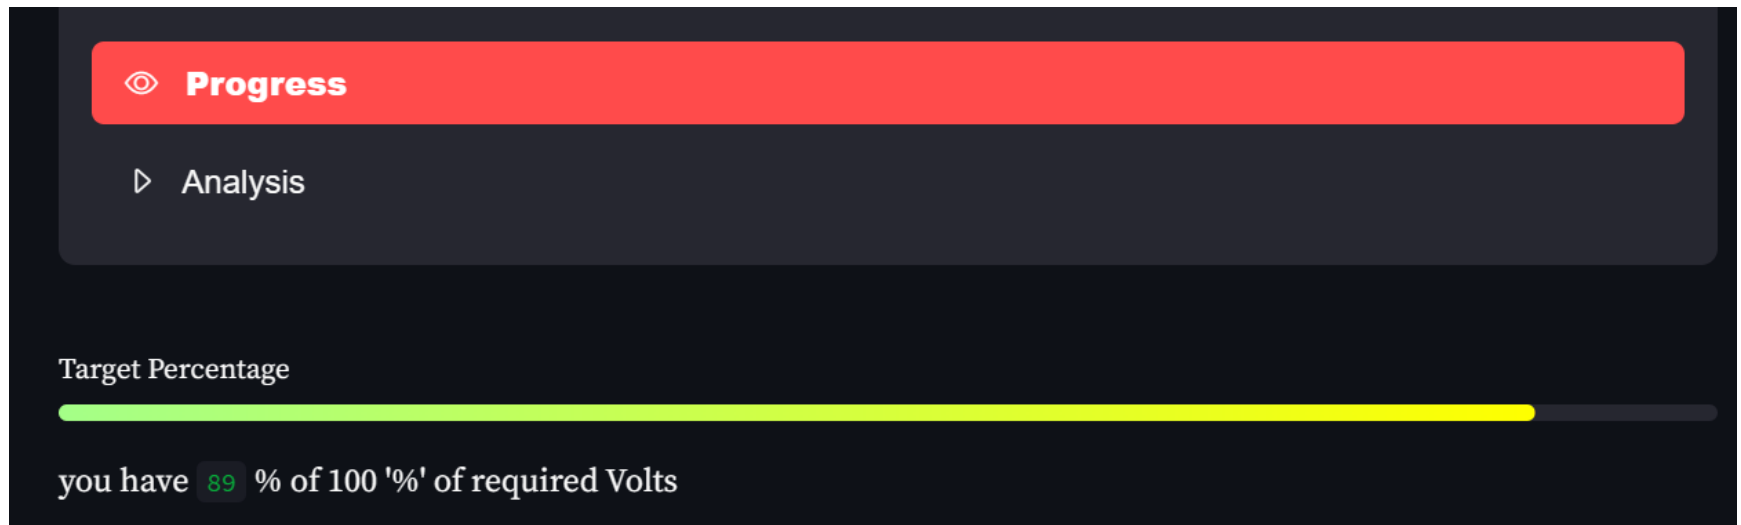 Progress
Analysis
Target Percentage
you have 89 % of 100 '%' of required Volts